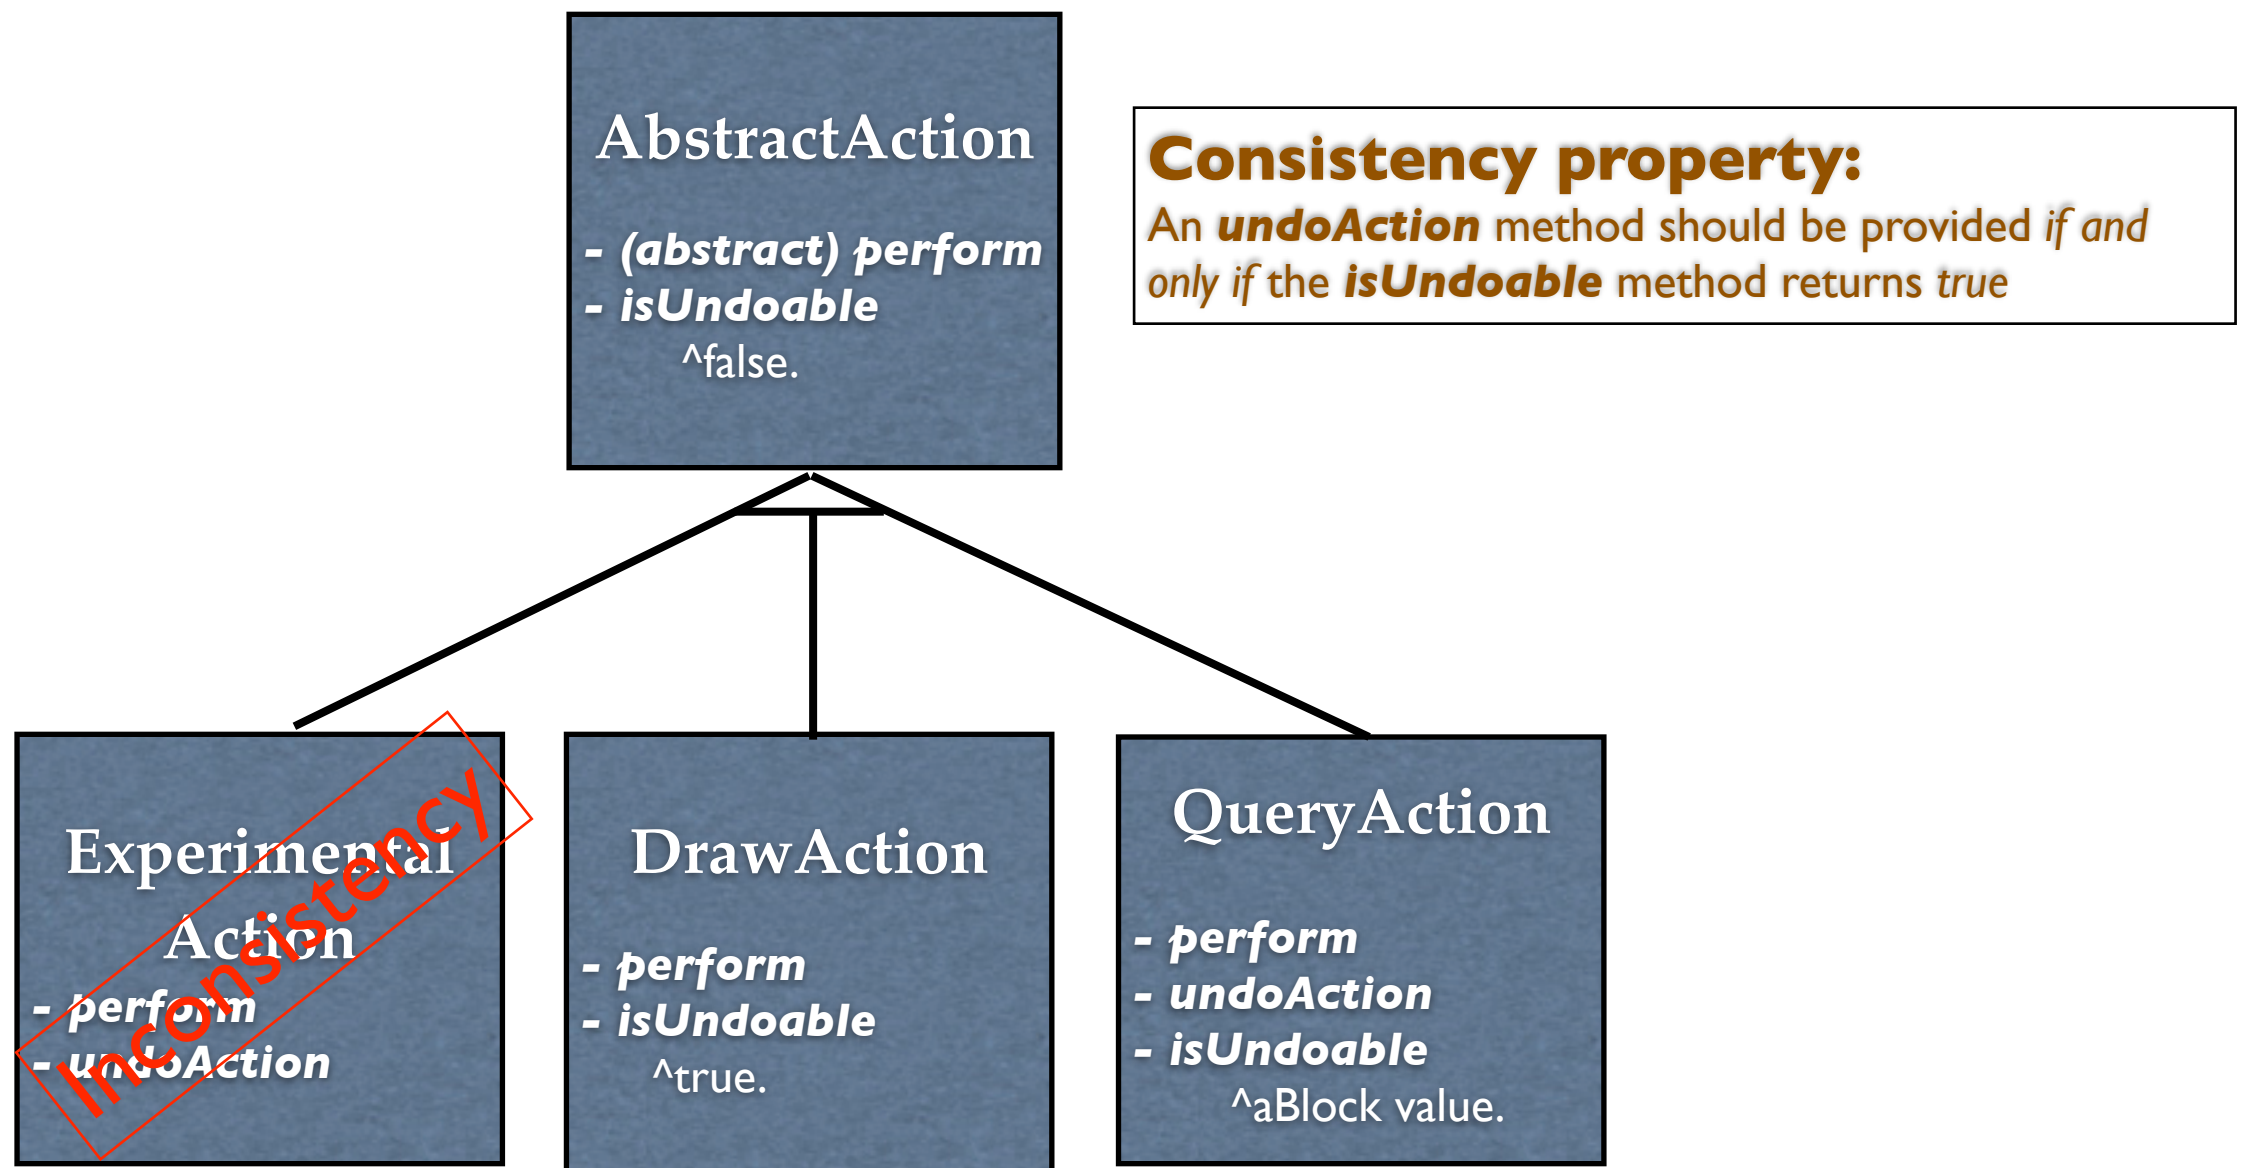 AbstractAction
- (abstract) perform
- isUndoable
^false.
Consistency property:
An undoAction method should be provided if and
only if the isUndoable method returns true
Experimental
Action
- perform
- undoAction
Inconsistency
DrawAction
- perform
- isUndoable
^true.
QueryAction
- perform
- undoAction
- isUndoable
^aBlock value.